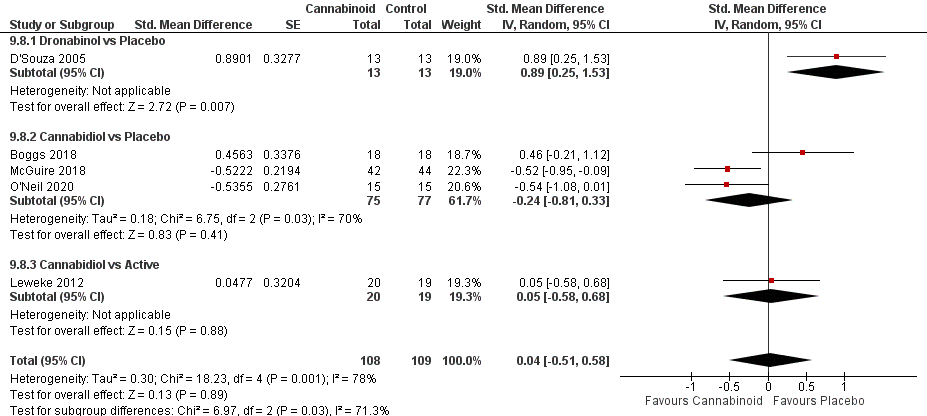 Cannabinoid Control Std. Mean Difference Std. Mean Difference
Study or Subgroup Std. Mean Difference SE Total Total Weight IV, Random, 95% CI IV, Random, 95% CI
9.8.1 Dronabinol vs Placebo
D'Souza 2005 0.8901 0.3277 13 13 19.0% 0.89 [0.25, 1.53]
Subtotal (95% CI) 13 13 19.0% 0.89 [0.25, 1.53]
Heterogeneity: Not applicable
Test for overall effect: Z = 2.72 (P = 0.007)
9.8.2 Cannabidiol vs Placebo
Boggs 2018 0.4563 0.3376 18 18 18.7% 0.46 [-0.21, 1.12]
McGuire 2018 -0.5222 0.2194 42 44 22.3% -0.52 [-0.95, -0.09]
O'Neil 2020 -0.5355 0.2761 15 15 20.6% -0.54 [-1.08, 0.01]
Subtotal (95% CI) 75 77 61.7% -0.24 [-0.81, 0.33]
Heterogeneity: Tau² = 0.18; Chi² = 6.75, df = 2 (P = 0.03); I² = 70%
Test for overall effect: Z = 0.83 (P = 0.41)
9.8.3 Cannabidiol vs Active
Leweke 2012 0.0477 0.3204 20 19 19.3% 0.05 [-0.58, 0.68]
Subtotal (95% CI) 20 19 19.3% 0.05 [-0.58, 0.68]
Heterogeneity: Not applicable
Test for overall effect: Z = 0.15 (P = 0.88)
Total (95% CI) 108 109 100.0% 0.04 [-0.51, 0.58]
Heterogeneity: Tau² = 0.30; Chi² = 18.23, df = 4 (P = 0.001); I² = 78%
Test for overall effect: Z = 0.13 (P = 0.89)
Test for subgroup differences: Chi² = 6.97, df = 2 (P = 0.03), I² = 71.3%
-1 -0.5 0 0.5 1
Favours Cannabinoid Favours Placebo